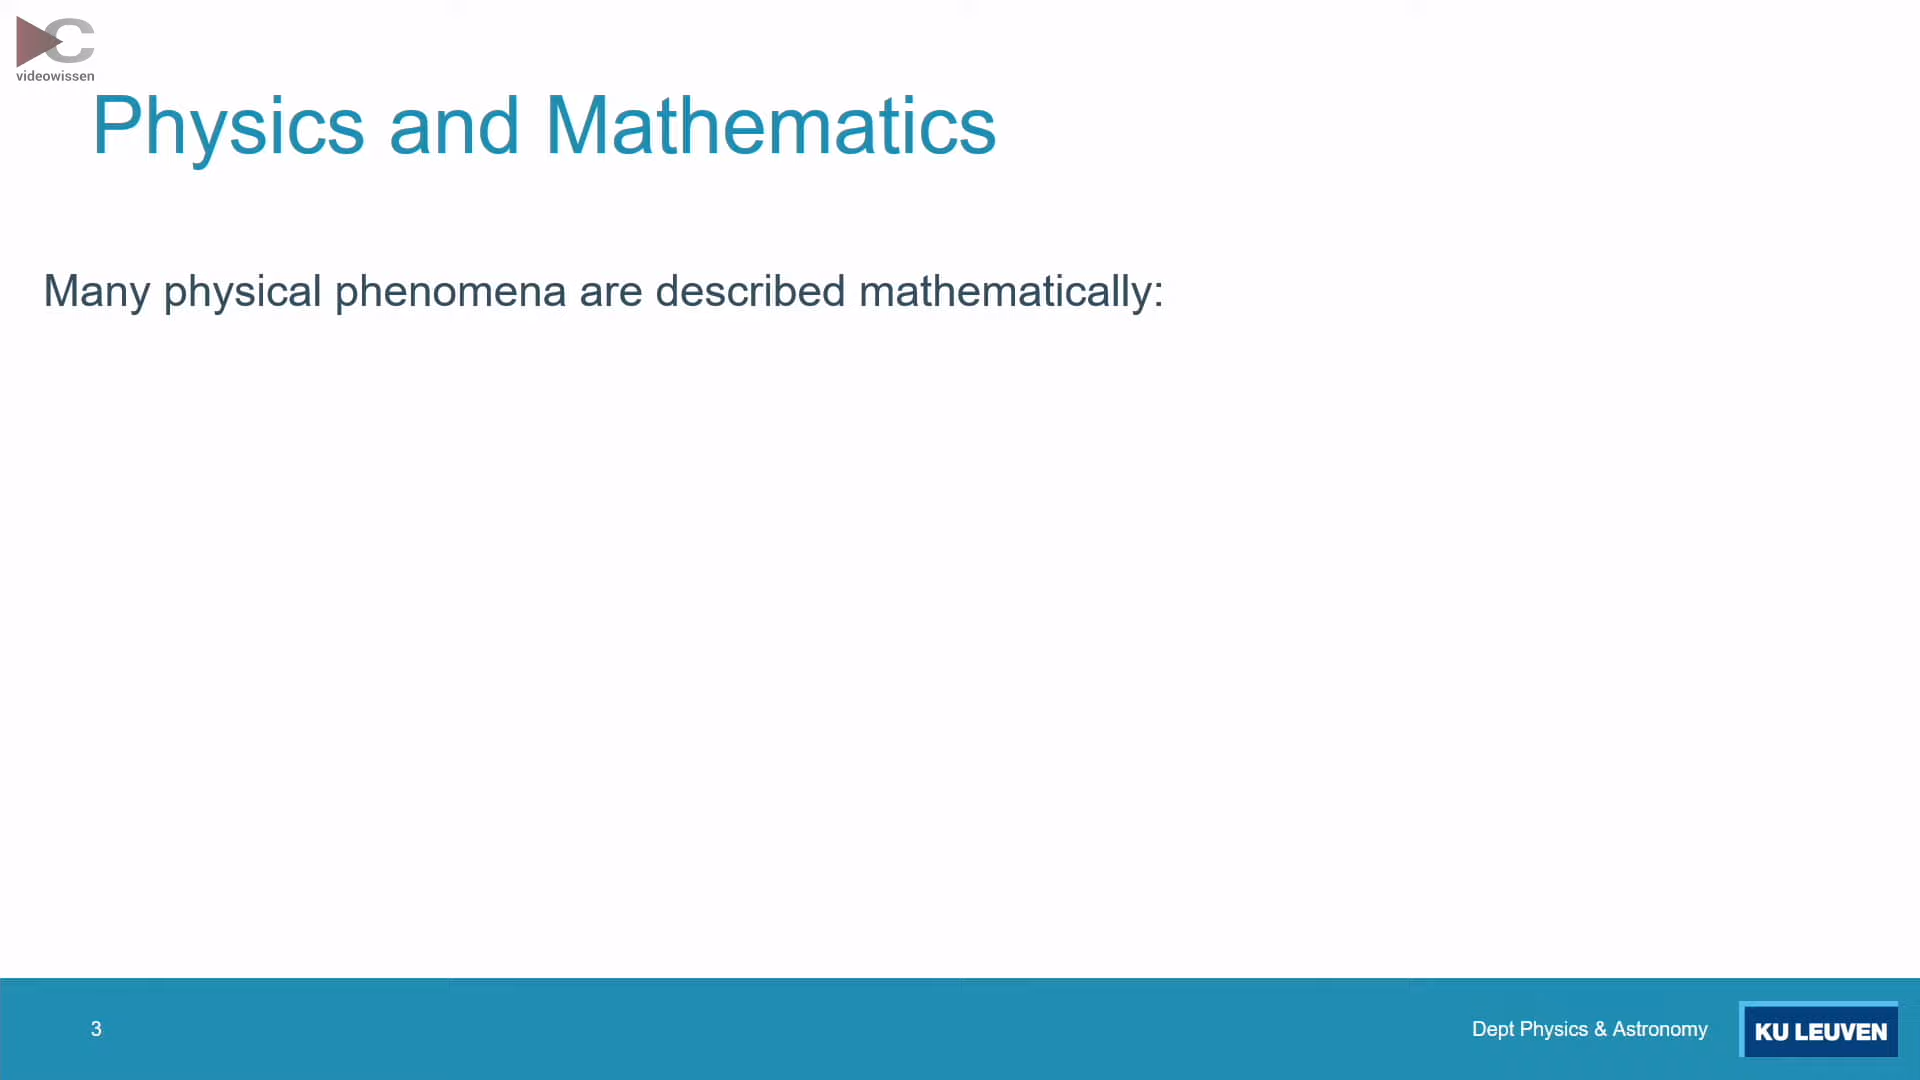 C
videowissen
Physics and Mathematics
Many physical phenomena are described mathematically:
3
Dept Physics & Astronomy
KU LEUVEN